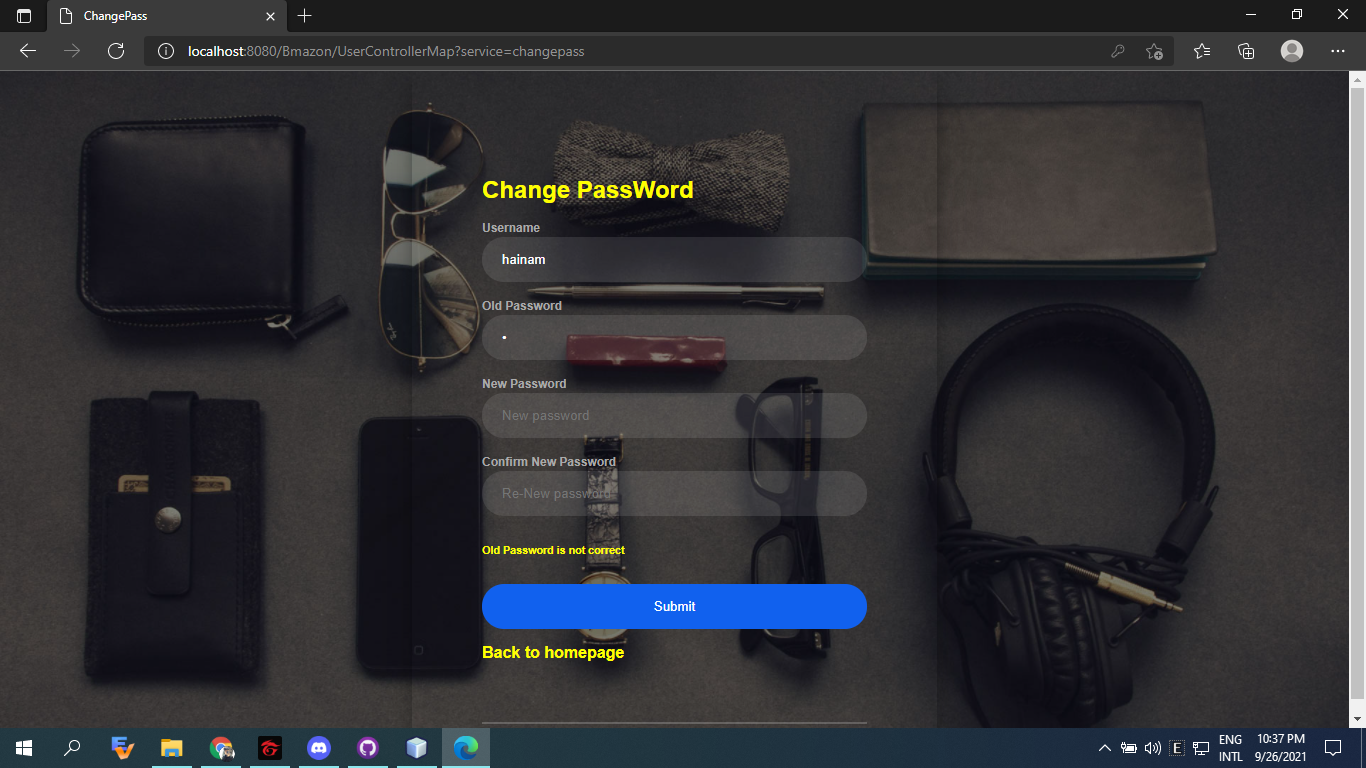 ChangePass
localhost:8080/Bmazon/UserControllerMap?service=changepass
Change PassWord
Username
hainam
Old Password
New Password
New password
Confirm New Password
Re-New password
Old Password is not correct
Submit
Back to homepage
E
ENG
INTL
10:37 PM
9/26/2021